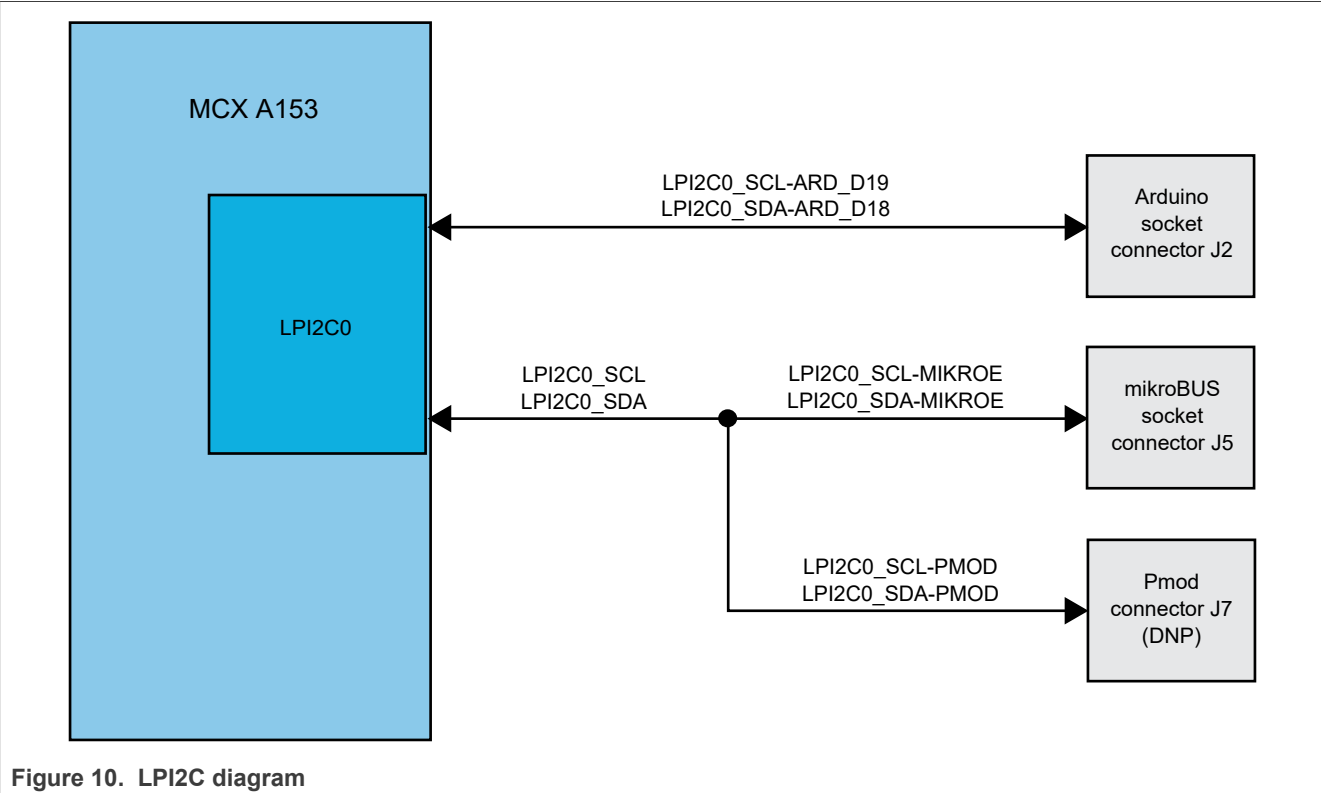 MCX A153
LPI2C0
LPI2C0_SCL-ARD_D19
LPI2C0_SDA-ARD_D18
Arduino
socket
connector J2
LPI2C0_SCL
LPI2C0_SDA
LPI2C0_SCL-MIKROE
LPI2C0_SDA-MIKROE
mikroBUS
socket
connector J5
LPI2C0_SCL-PMOD
LPI2C0_SDA-PMOD
Pmod
connector J7
(DNP)
Figure 10. LPI2C diagram